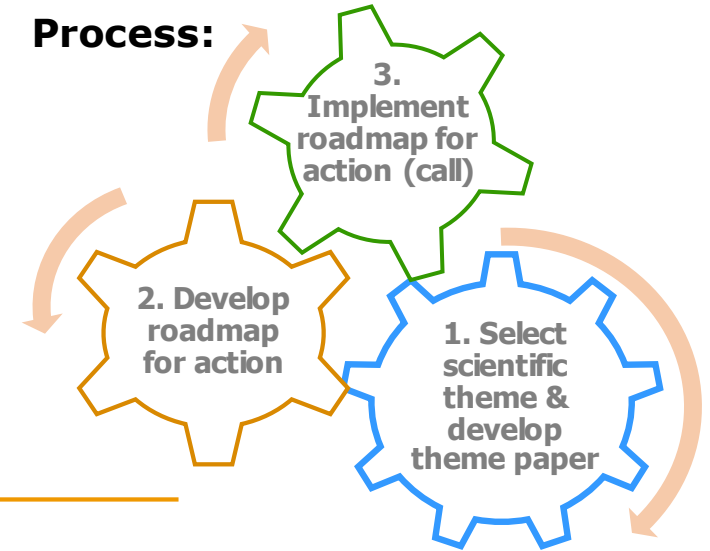 Process:
3.
Implement
roadmap for
action (call)
2. Develop
roadmap
for action
1. Select
scientific
theme &
develop
theme paper